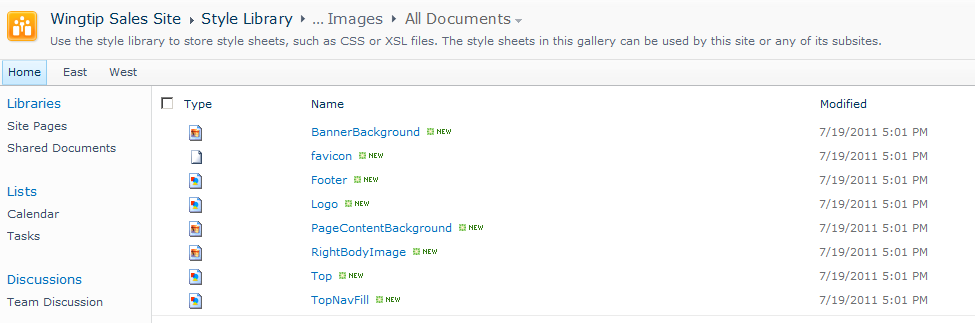 Wingtip Sales Site ▸ Style Library ▸ ... Images ▸ All Documents
Use the style library to store style sheets, such as CSS or XSL files. The style sheets in this gallery can be used by this site or any of its subsites.
Home East West
Libraries
Site Pages
Shared Documents
Lists
Calendar
Tasks
Discussions
Team Discussion
Type Name Modified
BannerBackground NEW 7/19/2011 5:01 PM
favicon NEW 7/19/2011 5:01 PM
Footer NEW 7/19/2011 5:01 PM
Logo NEW 7/19/2011 5:01 PM
PageContentBackground NEW 7/19/2011 5:01 PM
RightBodyImage NEW 7/19/2011 5:01 PM
Top NEW 7/19/2011 5:01 PM
TopNavFill NEW 7/19/2011 5:01 PM